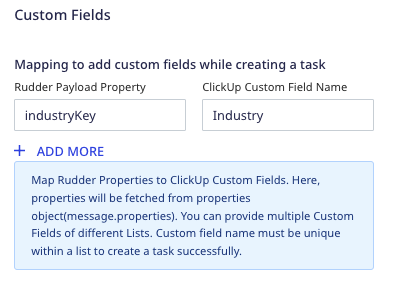 Custom Fields
Mapping to add custom fields while creating a task
Rudder Payload Property ClickUp Custom Field Name
industryKey Industry
+ ADD MORE
Map Rudder Properties to ClickUp Custom Fields. Here,
properties will be fetched from properties
object(message.properties). You can provide multiple Custom
Fields of different Lists. Custom field name must be unique
within a list to create a task successfully.